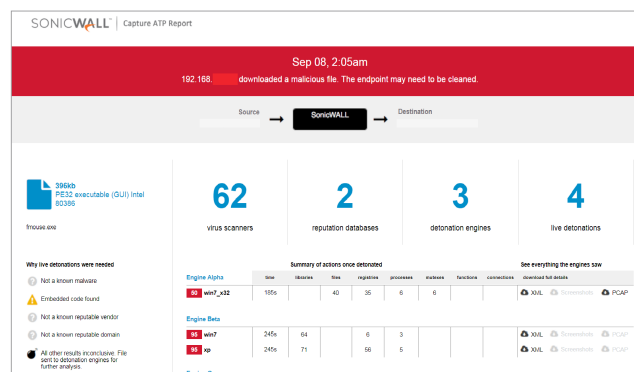 SONICWALL | Capture ATP Report
Sep 08, 2:05am
192.168. downloaded a malicious file. The endpoint may need to be cleaned.
Source → SonicWALL → Destination
396kb
PE32 executable (GUI) Intel
80386
fmouse.exe
62
virus scanners
2
reputation databases
3
detonation engines
4
live detonations
Why live detonations were needed
Not a known malware
Embedded code found
Not a known reputable vendor
Not a known reputable domain
All other results inconclusive. File
sent to detonation engines for
further analysis.
Summary of actions once detonated
See everything the engines saw
Engine Alpha time libraries files registries processes mutexes functions connections download full details
50 win7_x32 185s 40 35 6 6 XML Screenshots PCAP
Engine Beta
95 win7 245s 64 6 3 XML Screenshots PCAP
95 xp 245s 71 56 5 XML Screenshots PCAP